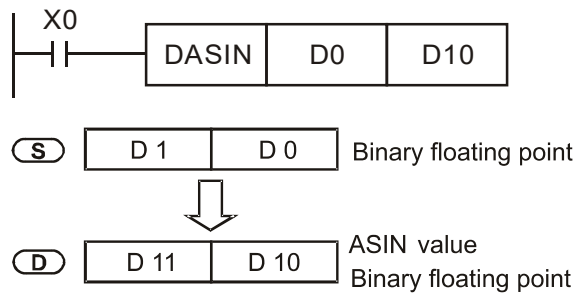 X0
DASIN D0 D10
S D 1 D 0 Binary floating point
ASIN value
D D 11 D 10 Binary floating point